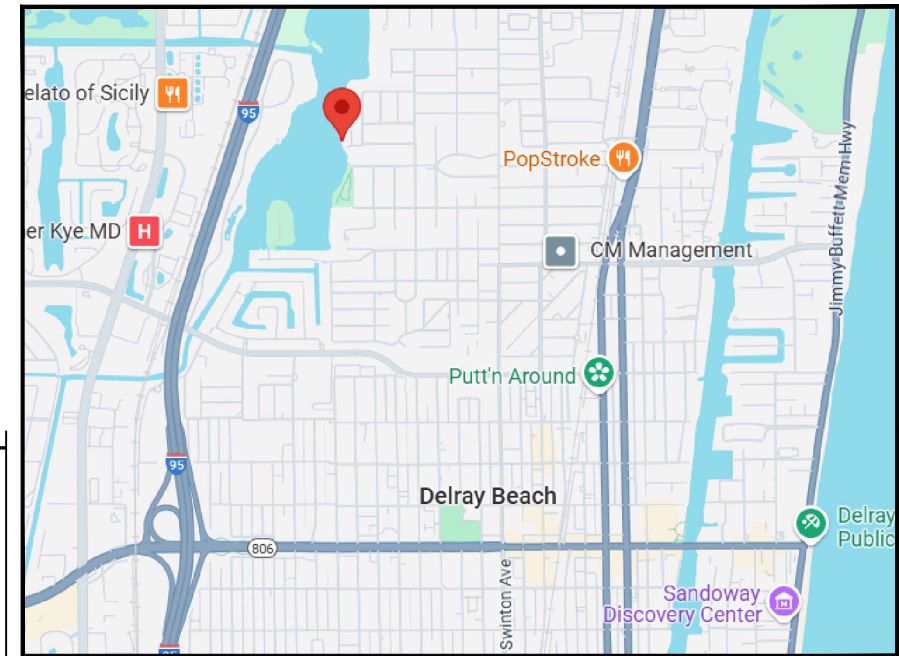 elato of Sicily
95
PopStroke
Jimmy Buffett Mem Hwy
er Kye MD
H
CM Management
Putt'n Around
95
Delray Beach
Delray
Public
806
Swinton Ave
Sandoway
Discovery Center
95